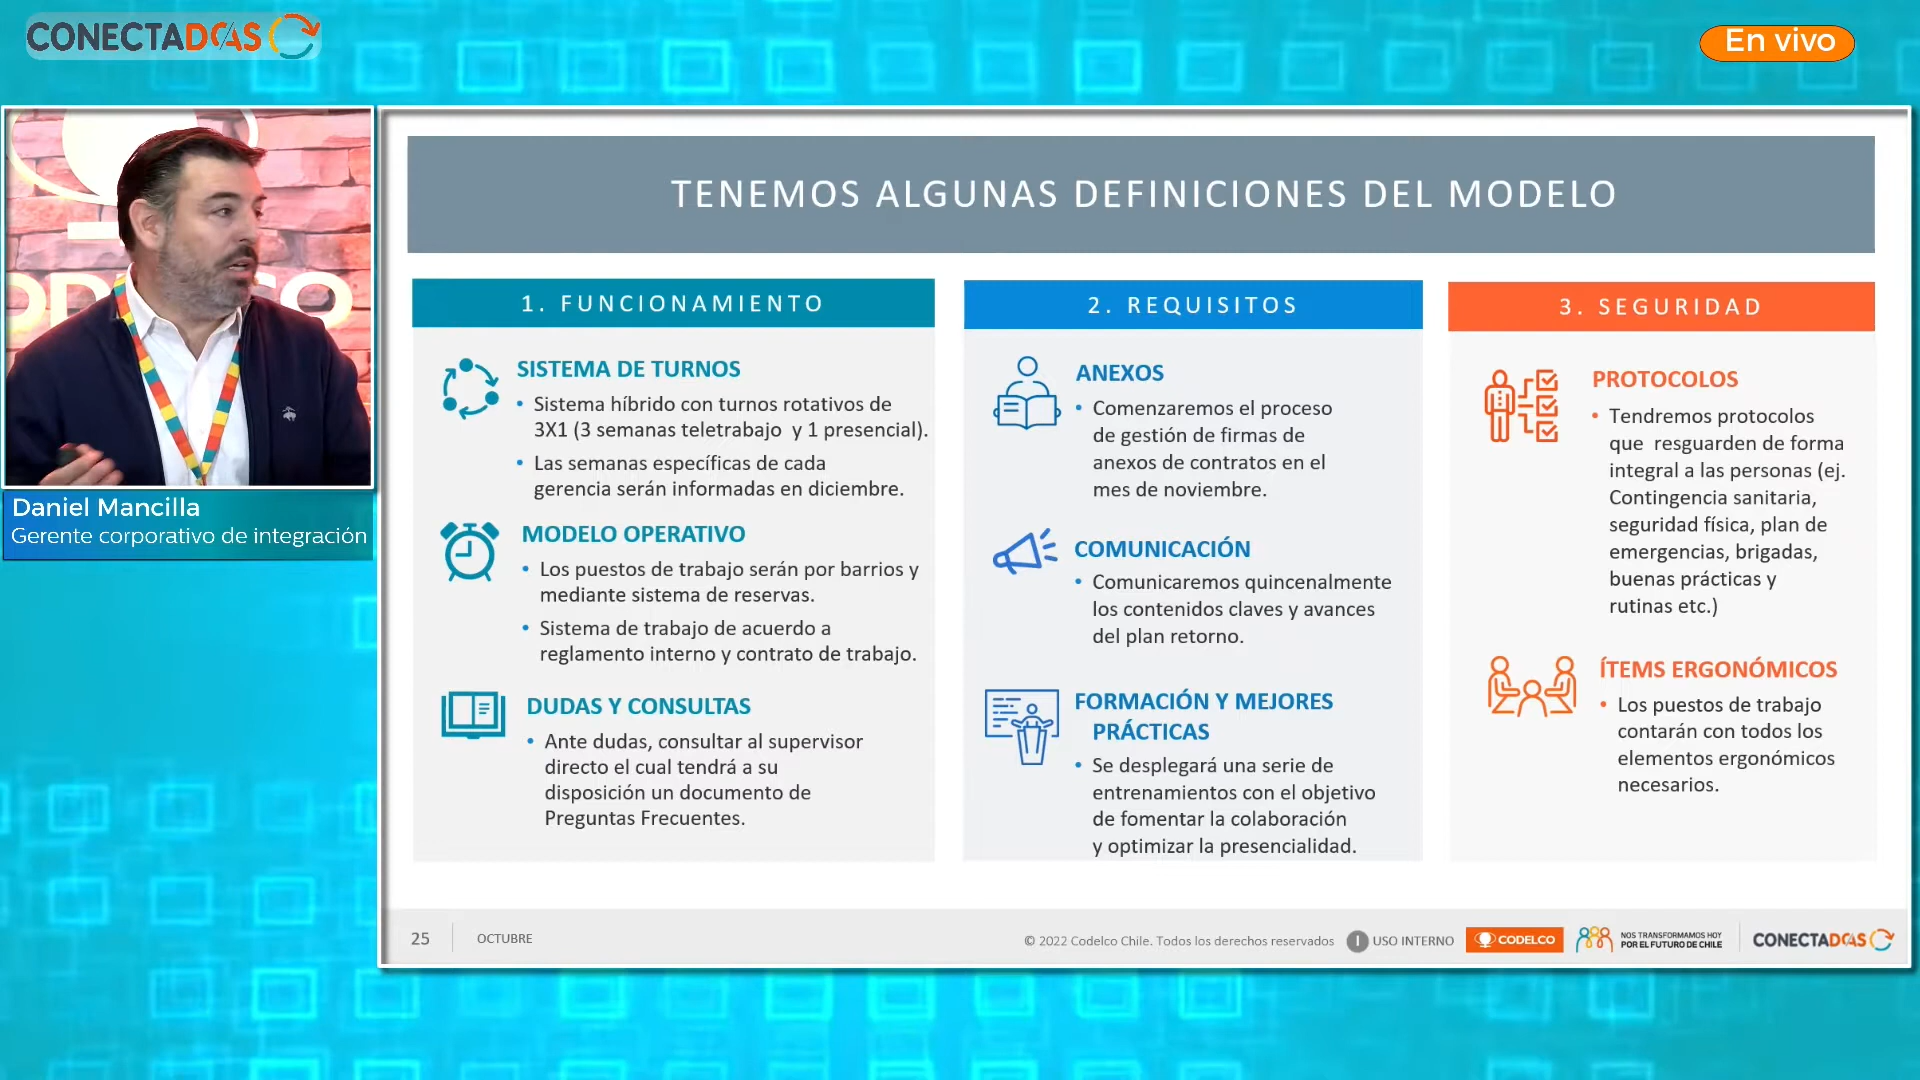 CONECTADAS
En vivo
Daniel Mancilla
Gerente corporativo de integración
TENEMOS ALGUNAS DEFINICIONES DEL MODELO
1. FUNCIONAMIENTO
SISTEMA DE TURNOS
• Sistema híbrido con turnos rotativos de
3X1 (3 semanas teletrabajo y 1 presencial).
• Las semanas específicas de cada
gerencia serán informadas en diciembre.
MODELO OPERATIVO
• Los puestos de trabajo serán por barrios y
mediante sistema de reservas.
• Sistema de trabajo de acuerdo a
reglamento interno y contrato de trabajo.
DUDAS Y CONSULTAS
• Ante dudas, consultar al supervisor
directo el cual tendrá a su
disposición un documento de
Preguntas Frecuentes.
2. REQUISITOS
ANEXOS
• Comenzaremos el proceso
de gestión de firmas de
anexos de contratos en el
mes de noviembre.
COMUNICACIÓN
• Comunicaremos quincenalmente
los contenidos claves y avances
del plan retorno.
FORMACIÓN Y MEJORES
PRÁCTICAS
• Se desplegará una serie de
entrenamientos con el objetivo
de fomentar la colaboración
y optimizar la presencialidad.
3. SEGURIDAD
PROTOCOLOS
• Tendremos protocolos
que resguarden de forma
integral a las personas (ej.
Contingencia sanitaria,
seguridad física, plan de
emergencias, brigadas,
buenas prácticas y
rutinas etc.)
ÍTEMS ERGONÓMICOS
• Los puestos de trabajo
contarán con todos los
elementos ergonómicos
necesarios.
25
OCTUBRE
© 2022 Codelco Chile. Todos los derechos reservados
I USO INTERNO
CODELCO
NOS TRANSFORMAMOS HOY
POR EL FUTURO DE CHILE
CONECTADAS